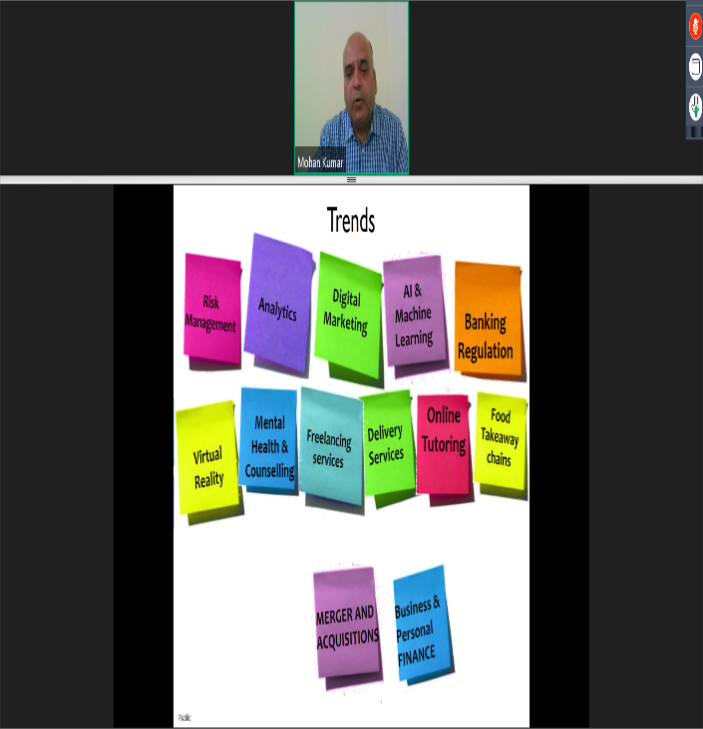 Mohan Kumar
Trends
Risk
Management
Analytics
Digital
Marketing
AI &
Machine
Learning
Banking
Regulation
Virtual
Reality
Mental
Health &
Counselling
Freelancing
services
Delivery
Services
Online
Tutoring
Food
Takeaway
chains
MERGER AND
ACQUISITIONS
Business &
Personal
FINANCE
Public